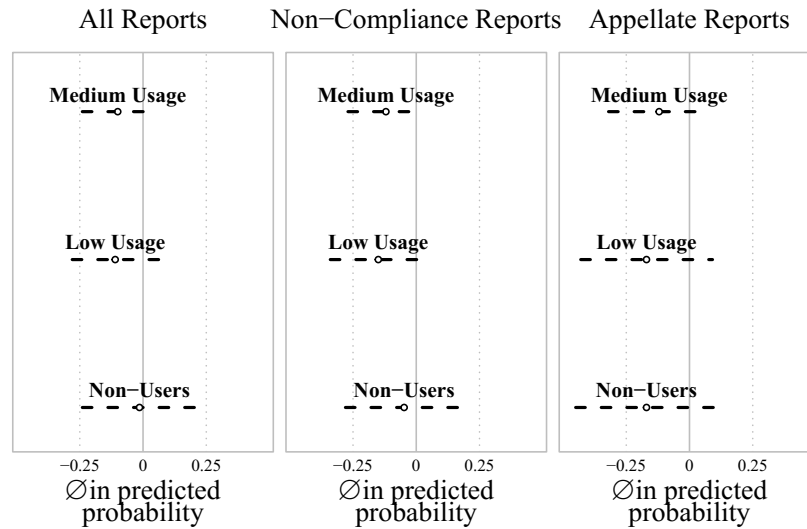 All Reports
Medium Usage
Low Usage
Non−Users
−0.25 0 0.25
∅ in predicted
probability
Non−Compliance Reports
Medium Usage
Low Usage
Non−Users
−0.25 0 0.25
∅ in predicted
probability
Appellate Reports
Medium Usage
Low Usage
Non−Users
−0.25 0 0.25
∅ in predicted
probability